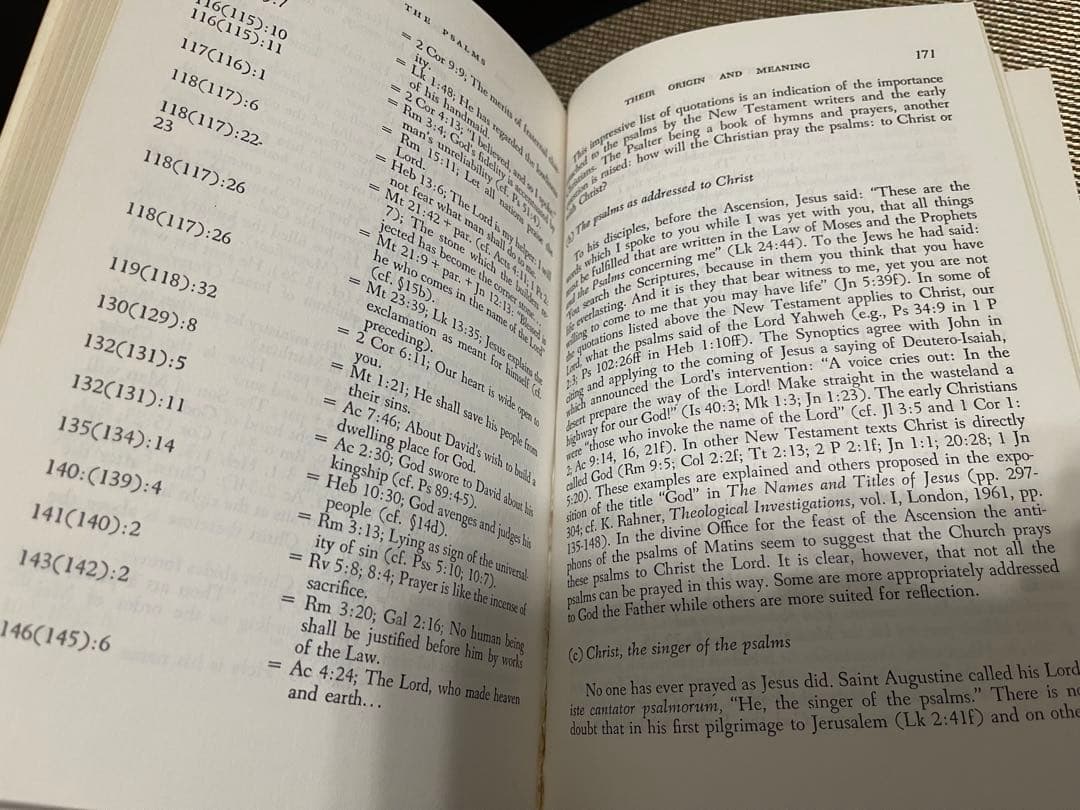 THE PSALMS
116(115):10
116(115):11
117(116):1
118(117):6
118(117):22-
23
118(117):26
118(117):26
119(118):32
130(129):8
132(131):5
132(131):11
135(134):14
140:(139):4
141(140):2
143(142):2
146(145):6
= 2 Cor 9:9; The merits of fraternal
ity.
= Lk 1:48; He has regarded the lowliness
of his handmaid.
= 2 Cor 4:13; "I believed, and so I spoke."
= Rm 3:4; God's fidelity is accentuated by
man's unreliability (cf. Ps 51:4).
= Rm 15:11; Let all nations praise the
Lord.
= Heb 13:6; The Lord is my helper: I will
not fear what man shall do to me.
= Mt 21:42 + par. (cf. Acts 4:11; 1 Pt 2:
7); The stone which the builders re-
jected has become the corner stone.
= Mt 21:9 + par. + Jn 12:13; "Blessed is
he who comes in the name of the Lord"
(cf. §15b).
= Mt 23:39; Lk 13:35; Jesus explains the
exclamation as meant for himself (cf.
preceding).
= 2 Cor 6:11; Our heart is wide open to
you.
= Mt 1:21; He shall save his people from
their sins.
= Ac 7:46; About David's wish to build a
dwelling place for God.
= Ac 2:30; God swore to David about his
kingship (cf. Ps 89:4-5).
= Heb 10:30; God avenges and judges his
people (cf. §14d).
= Rm 3:13; Lying as sign of the universal-
ity of sin (cf. Pss 5:10; 10:7).
= Rv 5:8; 8:4; Prayer is like the incense of
sacrifice.
= Rm 3:20; Gal 2:16; No human being
shall be justified before him by works
of the Law.
= Ac 4:24; The Lord, who made heaven
and earth...
THEIR ORIGIN AND MEANING 171
This impressive list of quotations is an indication of the importance
to the psalms by the New Testament writers and the early
The Psalter being a book of hymns and prayers, another
is raised: how will the Christian pray the psalms: to Christ or
Christ?
The psalms as addressed to Christ
To his disciples, before the Ascension, Jesus said: "These are the
words which I spoke to you while I was yet with you, that all things
must be fulfilled that are written in the Law of Moses and the Prophets
and the Psalms concerning me" (Lk 24:44). To the Jews he had said:
"You search the Scriptures, because in them you think that you have
life everlasting. And it is they that bear witness to me, yet you are not
willing to come to me that you may have life" (Jn 5:39f). In some of
the quotations listed above the New Testament applies to Christ, our
Lord, what the psalms said of the Lord Yahweh (e.g., Ps 34:9 in 1 P
2:3; Ps 102:26ff in Heb 1:10ff). The Synoptics agree with John in
citing and applying to the coming of Jesus a saying of Deutero-Isaiah,
which announced the Lord's intervention: "A voice cries out: In the
desert prepare the way of the Lord! Make straight in the wasteland a
highway for our God!" (Is 40:3; Mk 1:3; Jn 1:23). The early Christians
were "those who invoke the name of the Lord" (cf. Jl 3:5 and 1 Cor 1:
2; Ac 9:14, 16, 21f). In other New Testament texts Christ is directly
called God (Rm 9:5; Col 2:2f; Tt 2:13; 2 P 2:1f; Jn 1:1; 20:28; 1 Jn
5:20). These examples are explained and others proposed in the expo-
sition of the title "God" in The Names and Titles of Jesus (pp. 297-
304; cf. K. Rahner, Theological Investigations, vol. I, London, 1961, pp.
135-148). In the divine Office for the feast of the Ascension the anti-
phons of the psalms of Matins seem to suggest that the Church prays
these psalms to Christ the Lord. It is clear, however, that not all the
psalms can be prayed in this way. Some are more appropriately addressed
to God the Father while others are more suited for reflection.
(c) Christ, the singer of the psalms
No one has ever prayed as Jesus did. Saint Augustine called his Lord
iste cantator psalmorum, "He, the singer of the psalms." There is no
doubt that in his first pilgrimage to Jerusalem (Lk 2:41f) and on othe